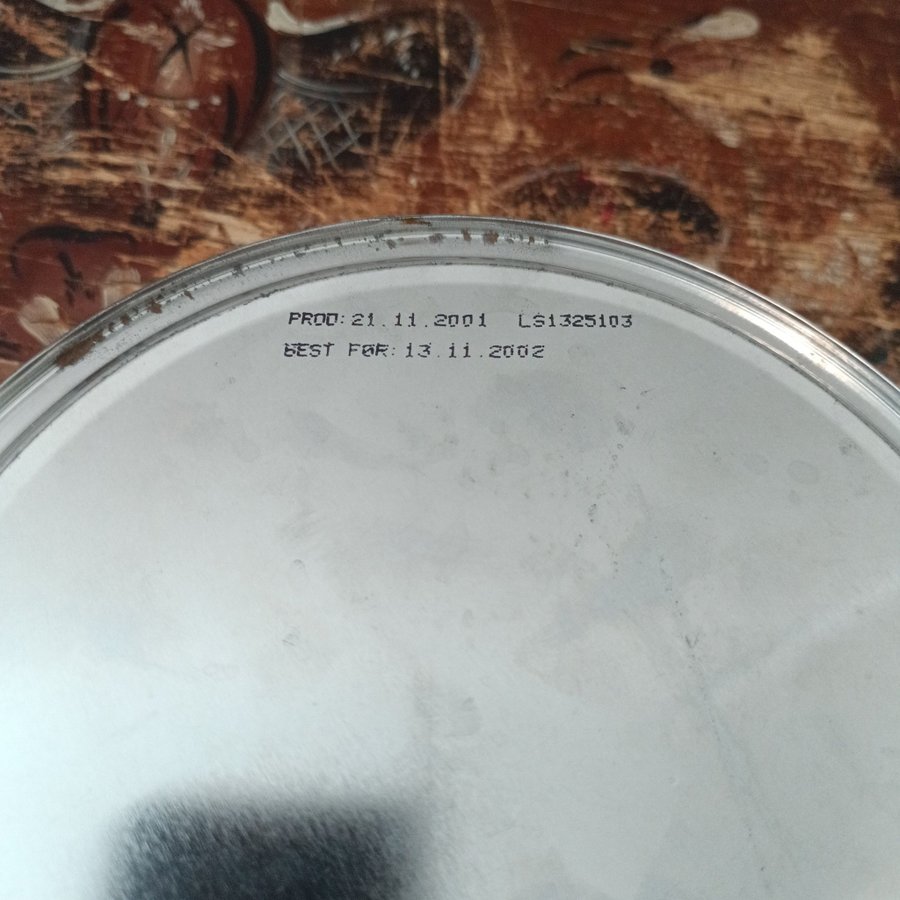 PROD: 21.11.2001 LS1325103
BEST FØR: 13.11.2002